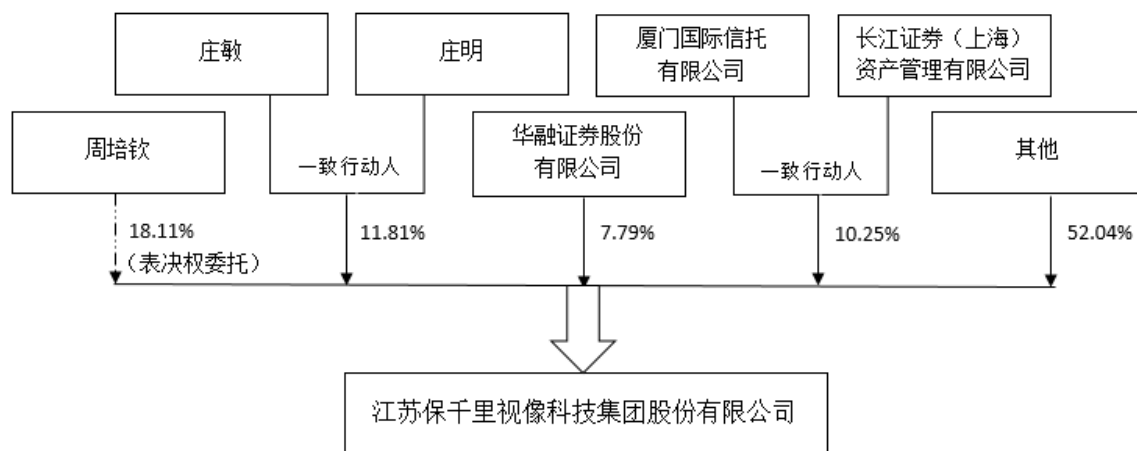 庄敏
庄明
厦门国际信托
有限公司
长江证券（上海）
资产管理有限公司
周培钦
一致行动人
华融证券股份
有限公司
一致行动人
其他
18.11%
（表决权委托）
11.81%
7.79%
10.25%
52.04%
江苏保千里视像科技集团股份有限公司